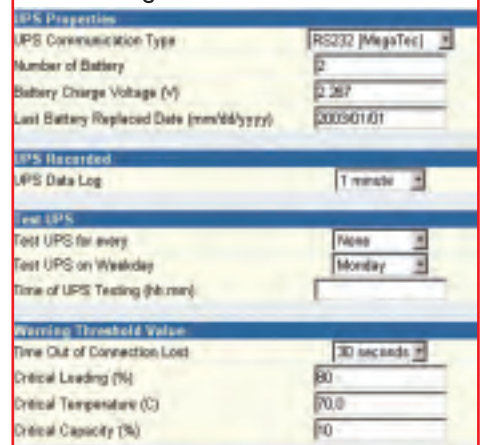 UPS Properties
UPS Communication Type RS232 (MegaTec)
Number of Battery 2
Battery Charge Voltage (V) 2.267
Last Battery Replaced Date (mm/dd/yyyy) 2003/01/01
UPS Recorded
UPS Data Log 1 minute
Test UPS
Test UPS for every None
Test UPS on Weekday Monday
Time of UPS Testing (hh:mm)
Warning Threshold Value
Time Out of Connection Lost 30 seconds
Critical Loading (%) 80
Critical Temperature (C) 70.0
Critical Capacity (%) 10